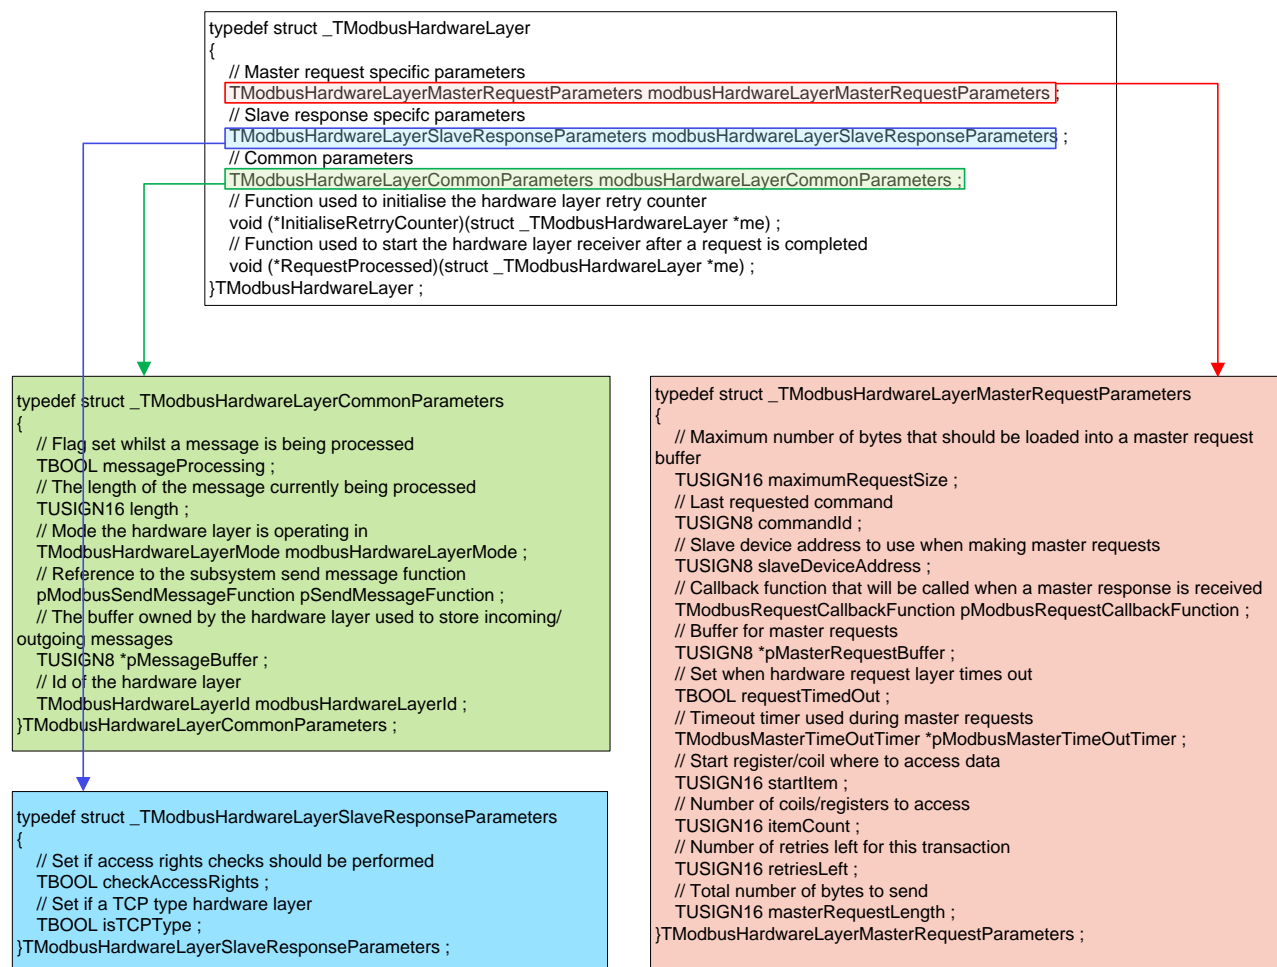 typedef struct _TModbusHardwareLayer
{
// Master request specific parameters
TModbusHardwareLayerMasterRequestParameters modbusHardwareLayerMasterRequestParameters ;
// Slave response specifc parameters
TModbusHardwareLayerSlaveResponseParameters modbusHardwareLayerSlaveResponseParameters ;
// Common parameters
TModbusHardwareLayerCommonParameters modbusHardwareLayerCommonParameters ;
// Function used to initialise the hardware layer retry counter
void (*InitialiseRetrryCounter)(struct _TModbusHardwareLayer *me) ;
// Function used to start the hardware layer receiver after a request is completed
void (*RequestProcessed)(struct _TModbusHardwareLayer *me) ;
}TModbusHardwareLayer ;
typedef struct _TModbusHardwareLayerCommonParameters
{
// Flag set whilst a message is being processed
TBOOL messageProcessing ;
// The length of the message currently being processed
TUSIGN16 length ;
// Mode the hardware layer is operating in
TModbusHardwareLayerMode modbusHardwareLayerMode ;
// Reference to the subsystem send message function
pModbusSendMessageFunction pSendMessageFunction ;
// The buffer owned by the hardware layer used to store incoming/
outgoing messages
TUSIGN8 *pMessageBuffer ;
// Id of the hardware layer
TModbusHardwareLayerId modbusHardwareLayerId ;
}TModbusHardwareLayerCommonParameters ;
typedef struct _TModbusHardwareLayerSlaveResponseParameters
{
// Set if access rights checks should be performed
TBOOL checkAccessRights ;
// Set if a TCP type hardware layer
TBOOL isTCPType ;
}TModbusHardwareLayerSlaveResponseParameters ;
typedef struct _TModbusHardwareLayerMasterRequestParameters
{
// Maximum number of bytes that should be loaded into a master request
buffer
TUSIGN16 maximumRequestSize ;
// Last requested command
TUSIGN8 commandId ;
// Slave device address to use when making master requests
TUSIGN8 slaveDeviceAddress ;
// Callback function that will be called when a master response is received
TModbusRequestCallbackFunction pModbusRequestCallbackFunction ;
// Buffer for master requests
TUSIGN8 *pMasterRequestBuffer ;
// Set when hardware request layer times out
TBOOL requestTimedOut ;
// Timeout timer used during master requests
TModbusMasterTimeOutTimer *pModbusMasterTimeOutTimer ;
// Start register/coil where to access data
TUSIGN16 startItem ;
// Number of coils/registers to access
TUSIGN16 itemCount ;
// Number of retries left for this transaction
TUSIGN16 retriesLeft ;
// Total number of bytes to send
TUSIGN16 masterRequestLength ;
}TModbusHardwareLayerMasterRequestParameters ;